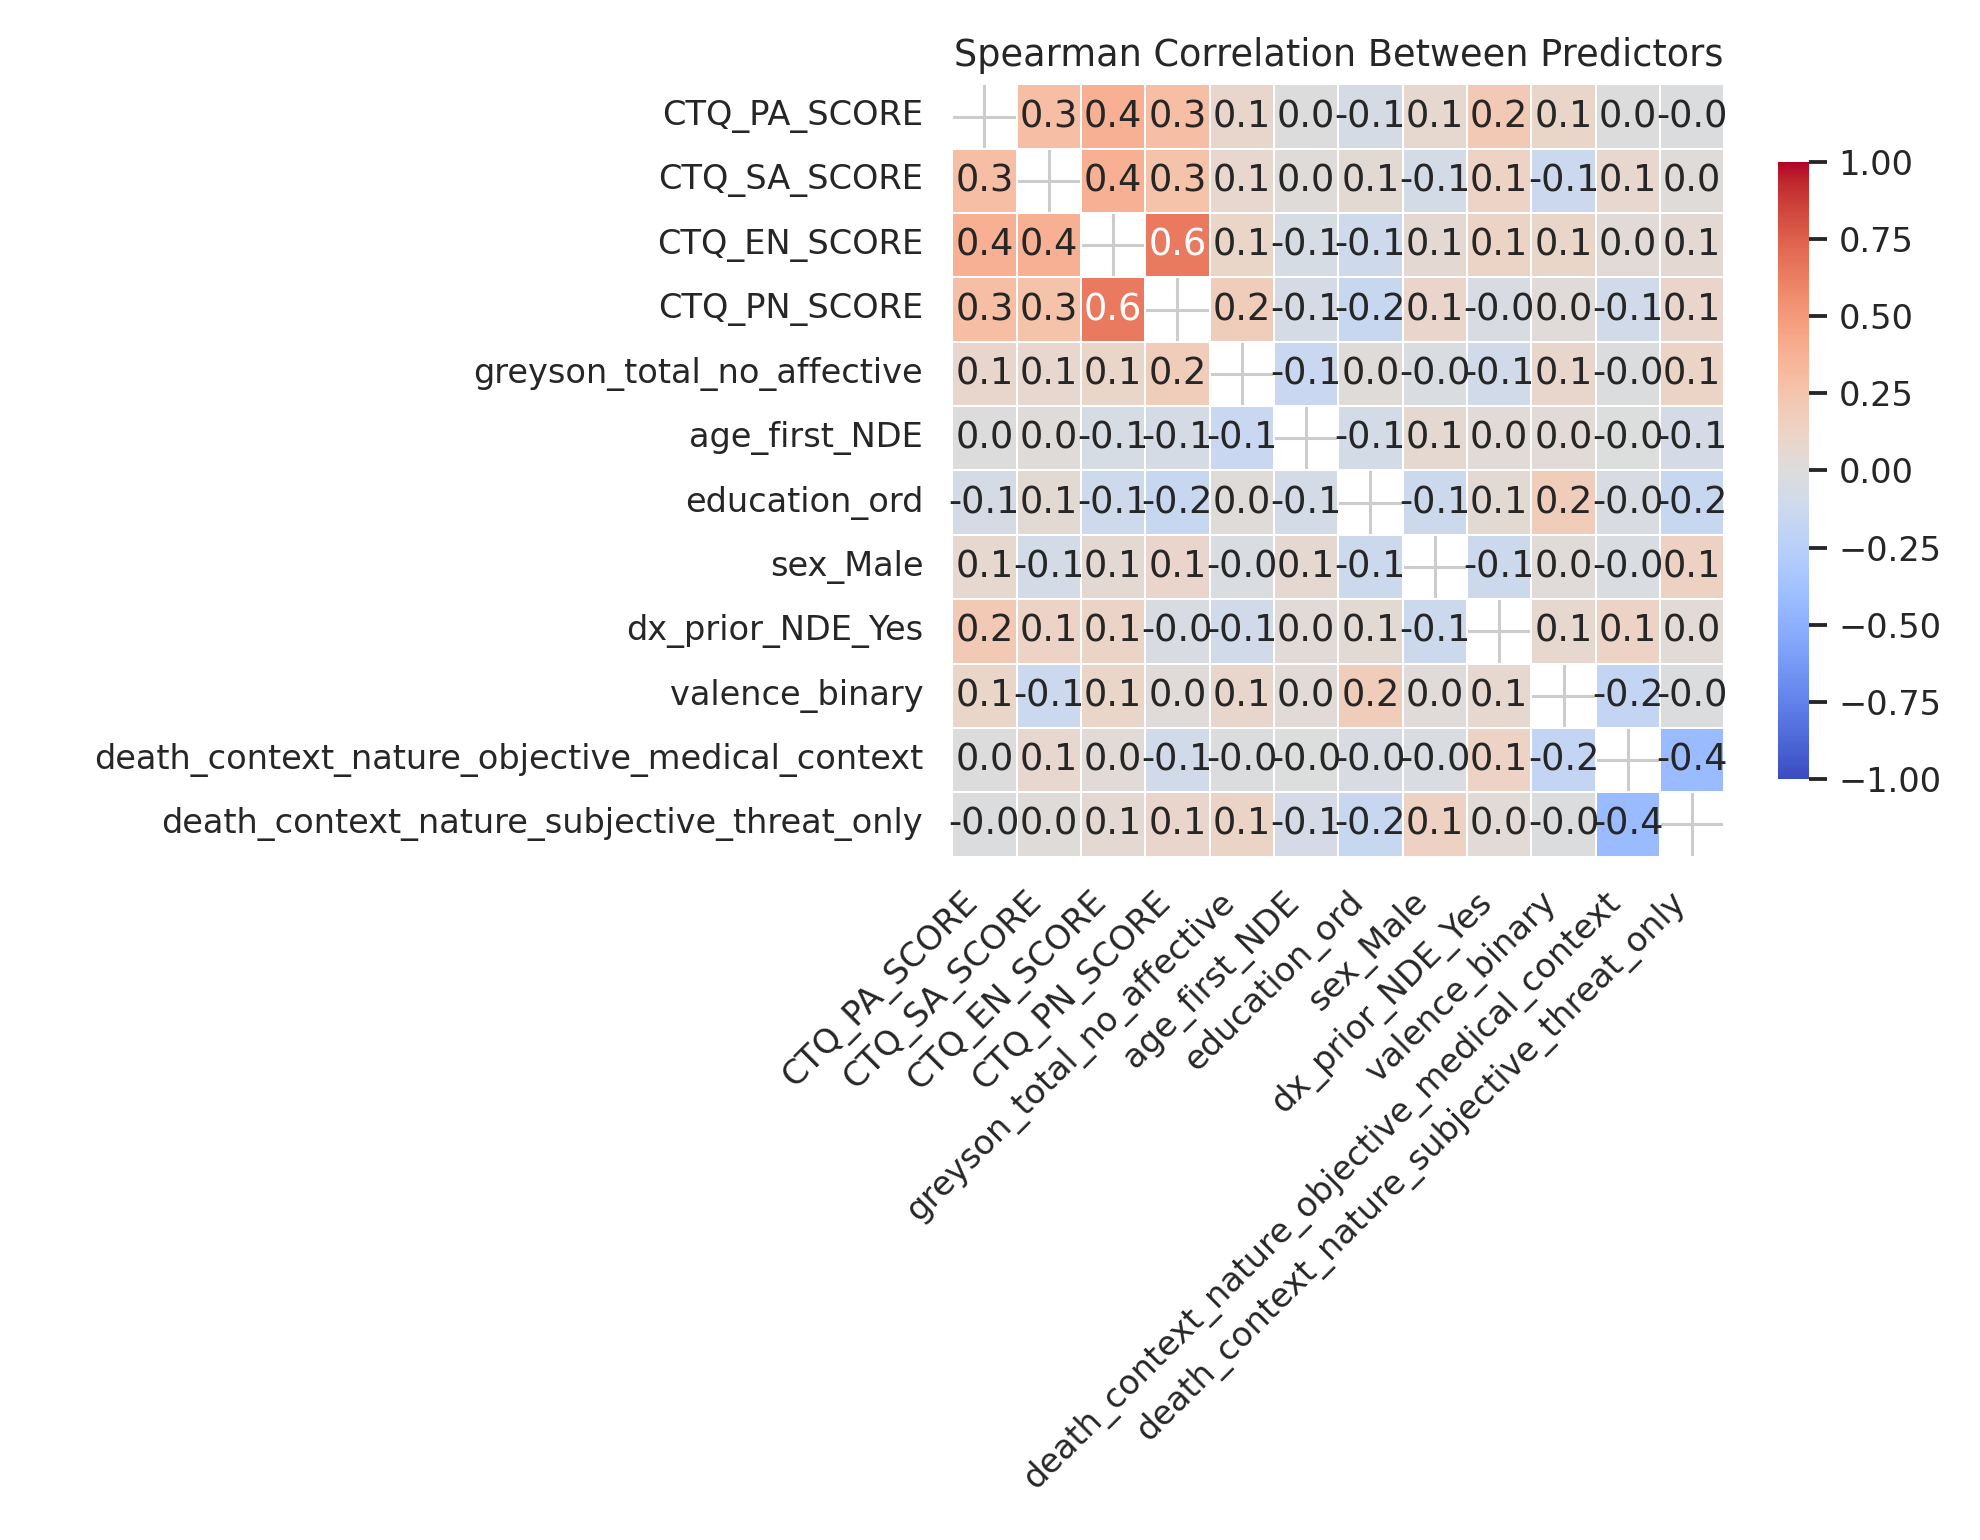 Spearman Correlation Between Predictors
CTQ_PA_SCORE 0.3 0.4 0.3 0.1 0.0 -0.1 0.1 0.2 0.1 0.0 -0.0
CTQ_SA_SCORE 0.3 0.4 0.3 0.1 0.0 0.1 -0.1 0.1 -0.1 0.1 0.0
CTQ_EN_SCORE 0.4 0.4 0.6 0.1 -0.1 -0.1 0.1 0.1 0.1 0.0 0.1
CTQ_PN_SCORE 0.3 0.3 0.6 0.2 -0.1 -0.2 0.1 -0.0 0.0 -0.1 0.1
greyson_total_no_affective 0.1 0.1 0.1 0.2 -0.1 0.0 -0.0 -0.1 0.1 -0.0 0.1
age_first_NDE 0.0 0.0 -0.1 -0.1 -0.1 -0.1 0.1 0.0 0.0 -0.0 -0.1
education_ord -0.1 0.1 -0.1 -0.2 0.0 -0.1 -0.1 0.1 0.2 -0.0 -0.2
sex_Male 0.1 -0.1 0.1 0.1 -0.0 0.1 -0.1 -0.1 0.0 -0.0 0.1
dx_prior_NDE_Yes 0.2 0.1 0.1 -0.0 -0.1 0.0 0.1 -0.1 0.1 0.1 0.0
valence_binary 0.1 -0.1 0.1 0.0 0.1 0.0 0.2 0.0 0.1 -0.2 -0.0
death_context_nature_objective_medical_context 0.0 0.1 0.0 -0.1 -0.0 -0.0 -0.0 -0.0 0.1 -0.2 -0.4
death_context_nature_subjective_threat_only -0.0 0.0 0.1 0.1 0.1 -0.1 -0.2 0.1 0.0 -0.0 -0.4
CTQ_PA_SCORE
CTQ_SA_SCORE
CTQ_EN_SCORE
CTQ_PN_SCORE
greyson_total_no_affective
age_first_NDE
education_ord
sex_Male
dx_prior_NDE_Yes
valence_binary
death_context_nature_objective_medical_context
death_context_nature_subjective_threat_only
1.00
0.75
0.50
0.25
0.00
−0.25
−0.50
−0.75
−1.00